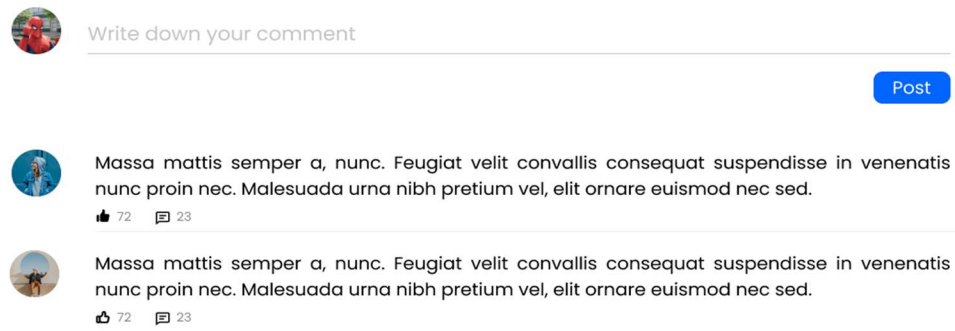 Write down your comment
Post
Massa mattis semper a, nunc. Feugiat velit convallis consequat suspendisse in venenatis
nunc proin nec. Malesuada urna nibh pretium vel, elit ornare euismod nec sed.
72 23
Massa mattis semper a, nunc. Feugiat velit convallis consequat suspendisse in venenatis
nunc proin nec. Malesuada urna nibh pretium vel, elit ornare euismod nec sed.
72 23